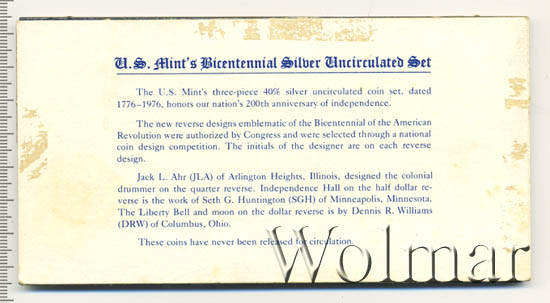 U.S. Mint's Bicentennial Silver Uncirculated Set
The U.S. Mint's three-piece 40% silver uncirculated coin set, dated
1776–1976, honors our nation's 200th anniversary of independence.
The new reverse designs emblematic of the Bicentennial of the American
Revolution were authorized by Congress and were selected through a national
coin design competition. The initials of the designer are on each reverse
design.
Jack L. Ahr (JLA) of Arlington Heights, Illinois, designed the colonial
drummer on the quarter reverse. Independence Hall on the half dollar re-
verse is the work of Seth G. Huntington (SGH) of Minneapolis, Minnesota.
The Liberty Bell and moon on the dollar reverse is by Dennis R. Williams
(DRW) of Columbus, Ohio.
These coins have never been released for circulation.
Wolmar